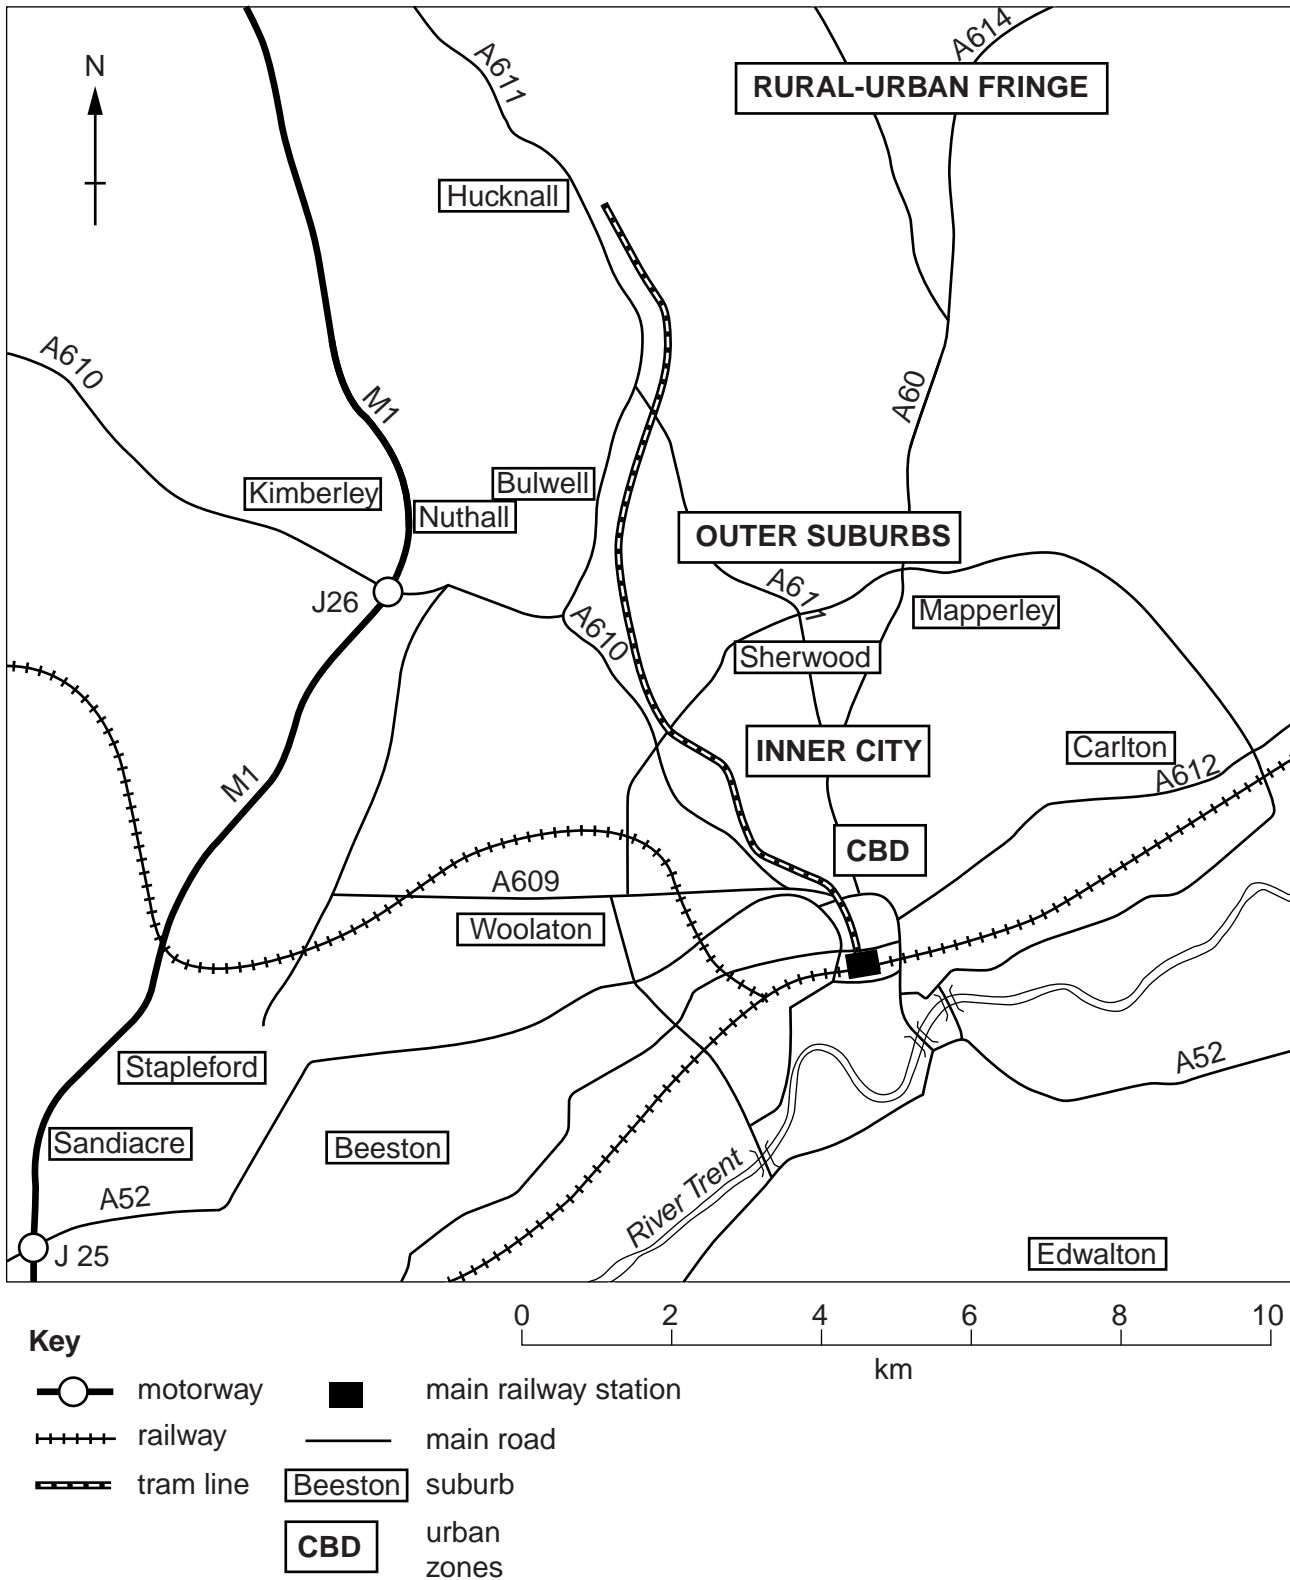 A614
A611
N
RURAL-URBAN FRINGE
Hucknall
A610
M1
A60
Kimberley
Bulwell
Nuthall
OUTER SUBURBS
J26
A610
A611
Mapperley
Sherwood
INNER CITY
Carlton
A612
M1
CBD
A609
Woolaton
Stapleford
A52
Sandiacre
Beeston
River Trent
A52
J 25
Edwalton
0 2 4 6 8 10
km
Key
motorway
main railway station
railway
main road
tram line
Beeston
suburb
CBD
urban
zones